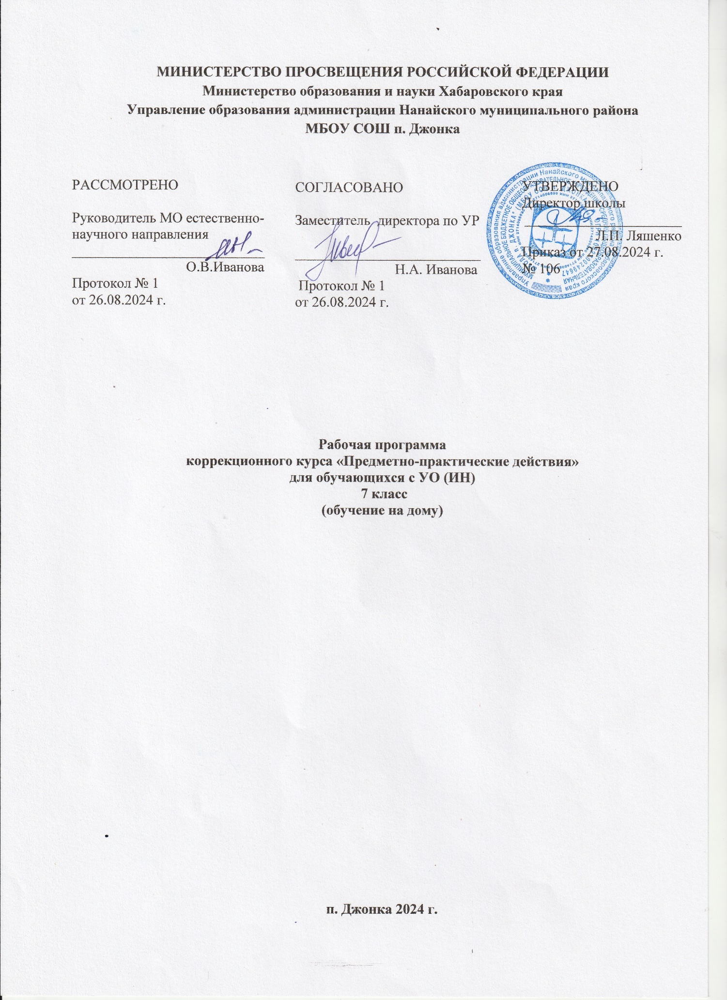 МИНИСТЕРСТВО ПРОСВЕЩЕНИЯ РОССИЙСКОЙ ФЕДЕРАЦИИ
Министерство образования и науки Хабаровского края
Управление образования администрации Нанайского муниципального района
МБОУ СОШ п. Джонка
РАССМОТРЕНО
Руководитель МО естественно-
научного направления
О.В.Иванова
Протокол № 1
от 26.08.2024 г.
СОГЛАСОВАНО
Заместитель директора по УР
Н.А. Иванова
Протокол № 1
от 26.08.2024 г.
УТВЕРЖДЕНО
Директор школы
Л.П. Ляшенко
Приказ от 27.08.2024 г.
№ 106
Рабочая программа
коррекционного курса «Предметно-практические действия»
для обучающихся с УО (ИН)
7 класс
(обучение на дому)
п. Джонка 2024 г.